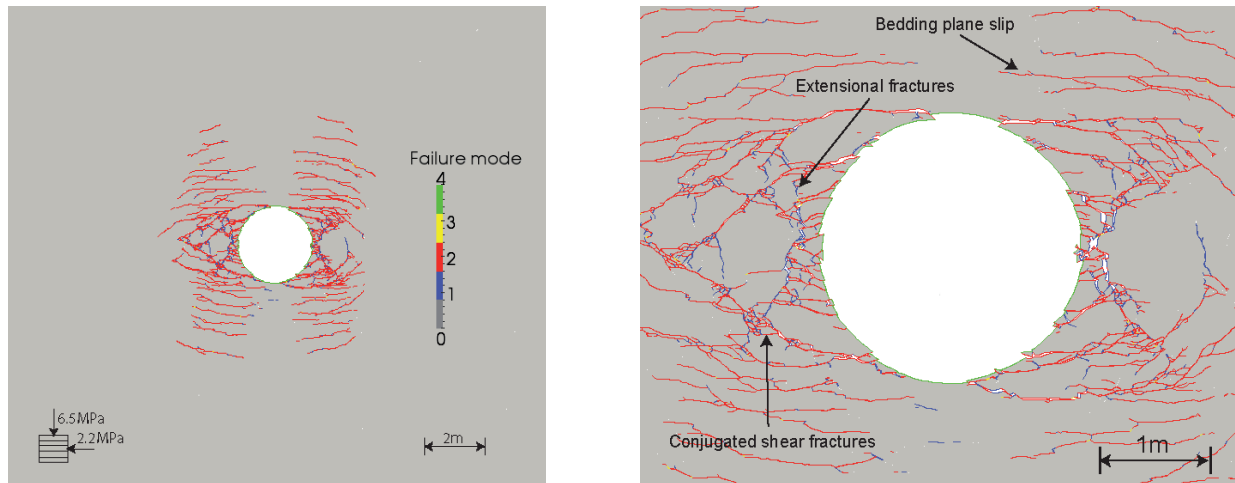 Failure mode
4
3
2
1
0
6.5MPa
2.2MPa
2m
Bedding plane slip
Extensional fractures
Conjugated shear fractures
1m